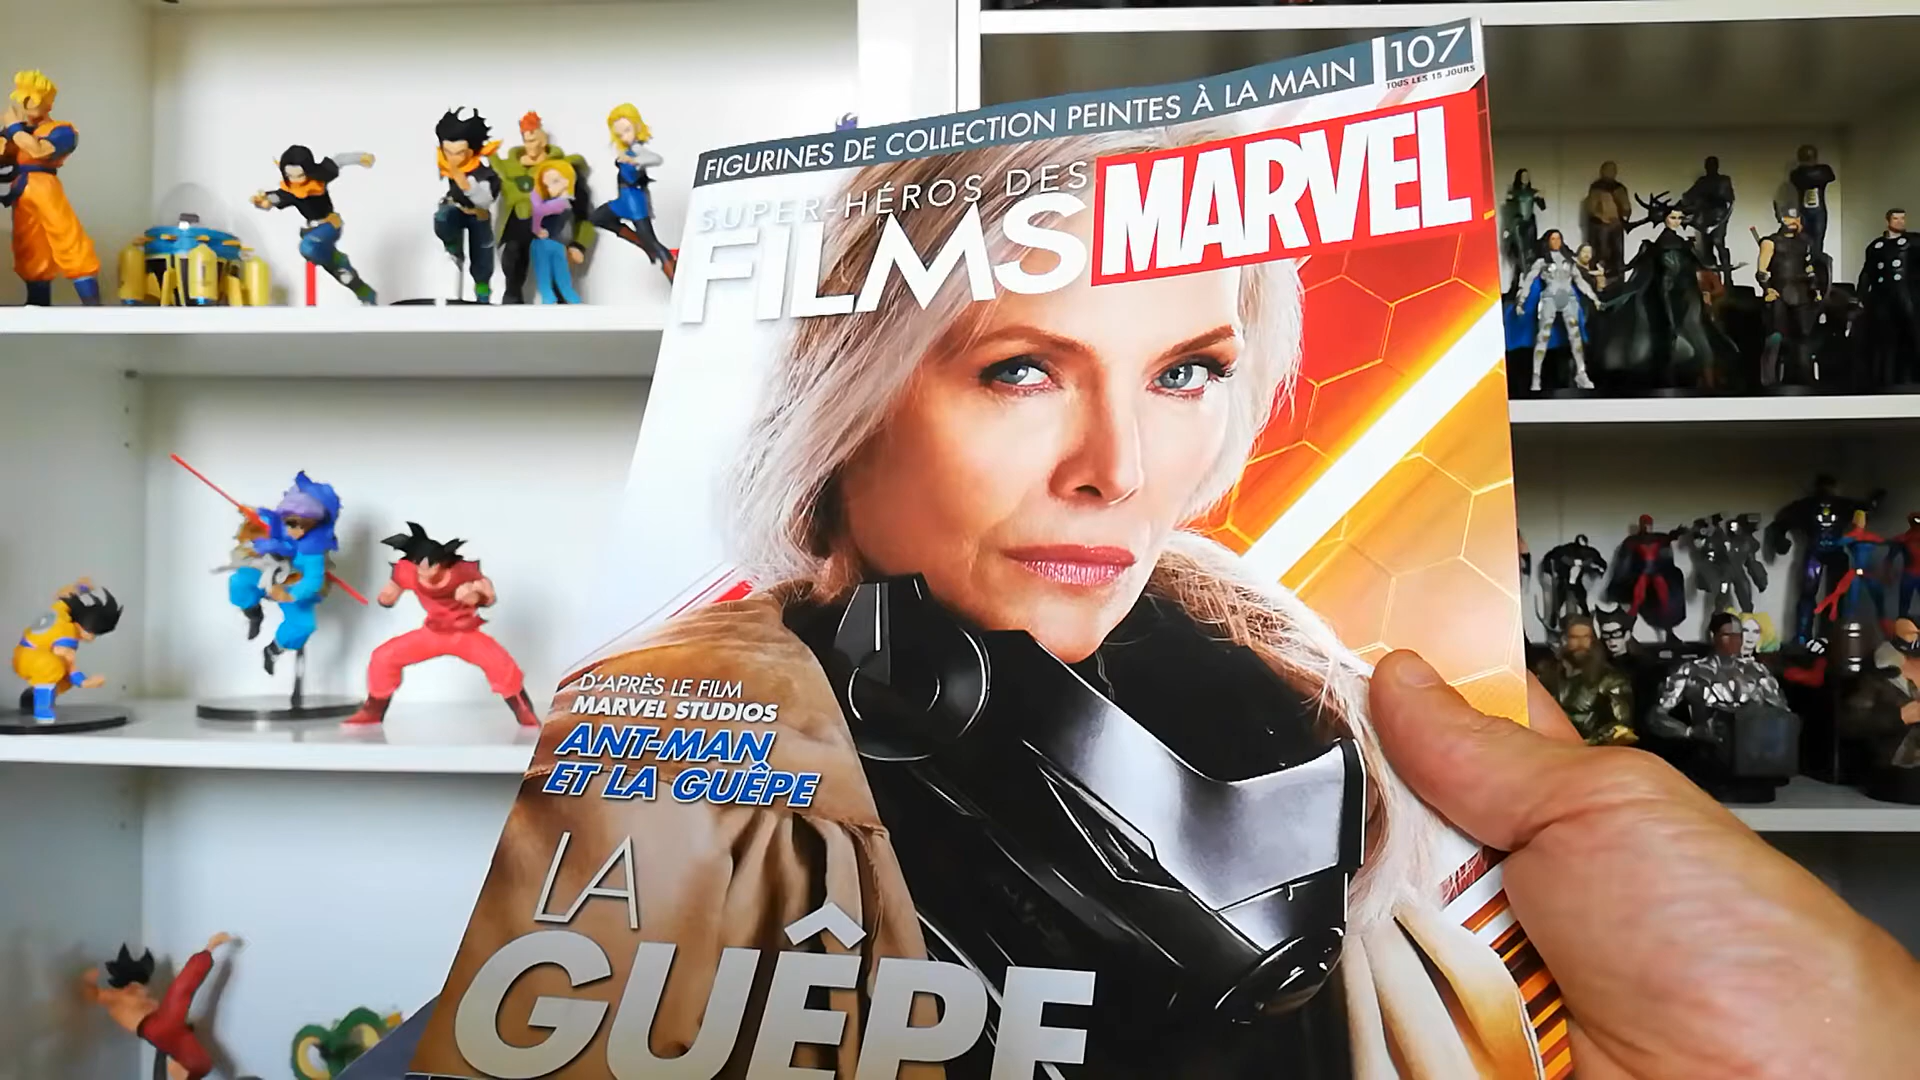 FIGURINES DE COLLECTION PEINTES À LA MAIN
107
TOUS LES 15 JOURS
SUPER-HÉROS DES
FILMS MARVEL
D'APRÈS LE FILM
MARVEL STUDIOS
ANT-MAN
ET LA GUÊPE
LA
GUÊPE